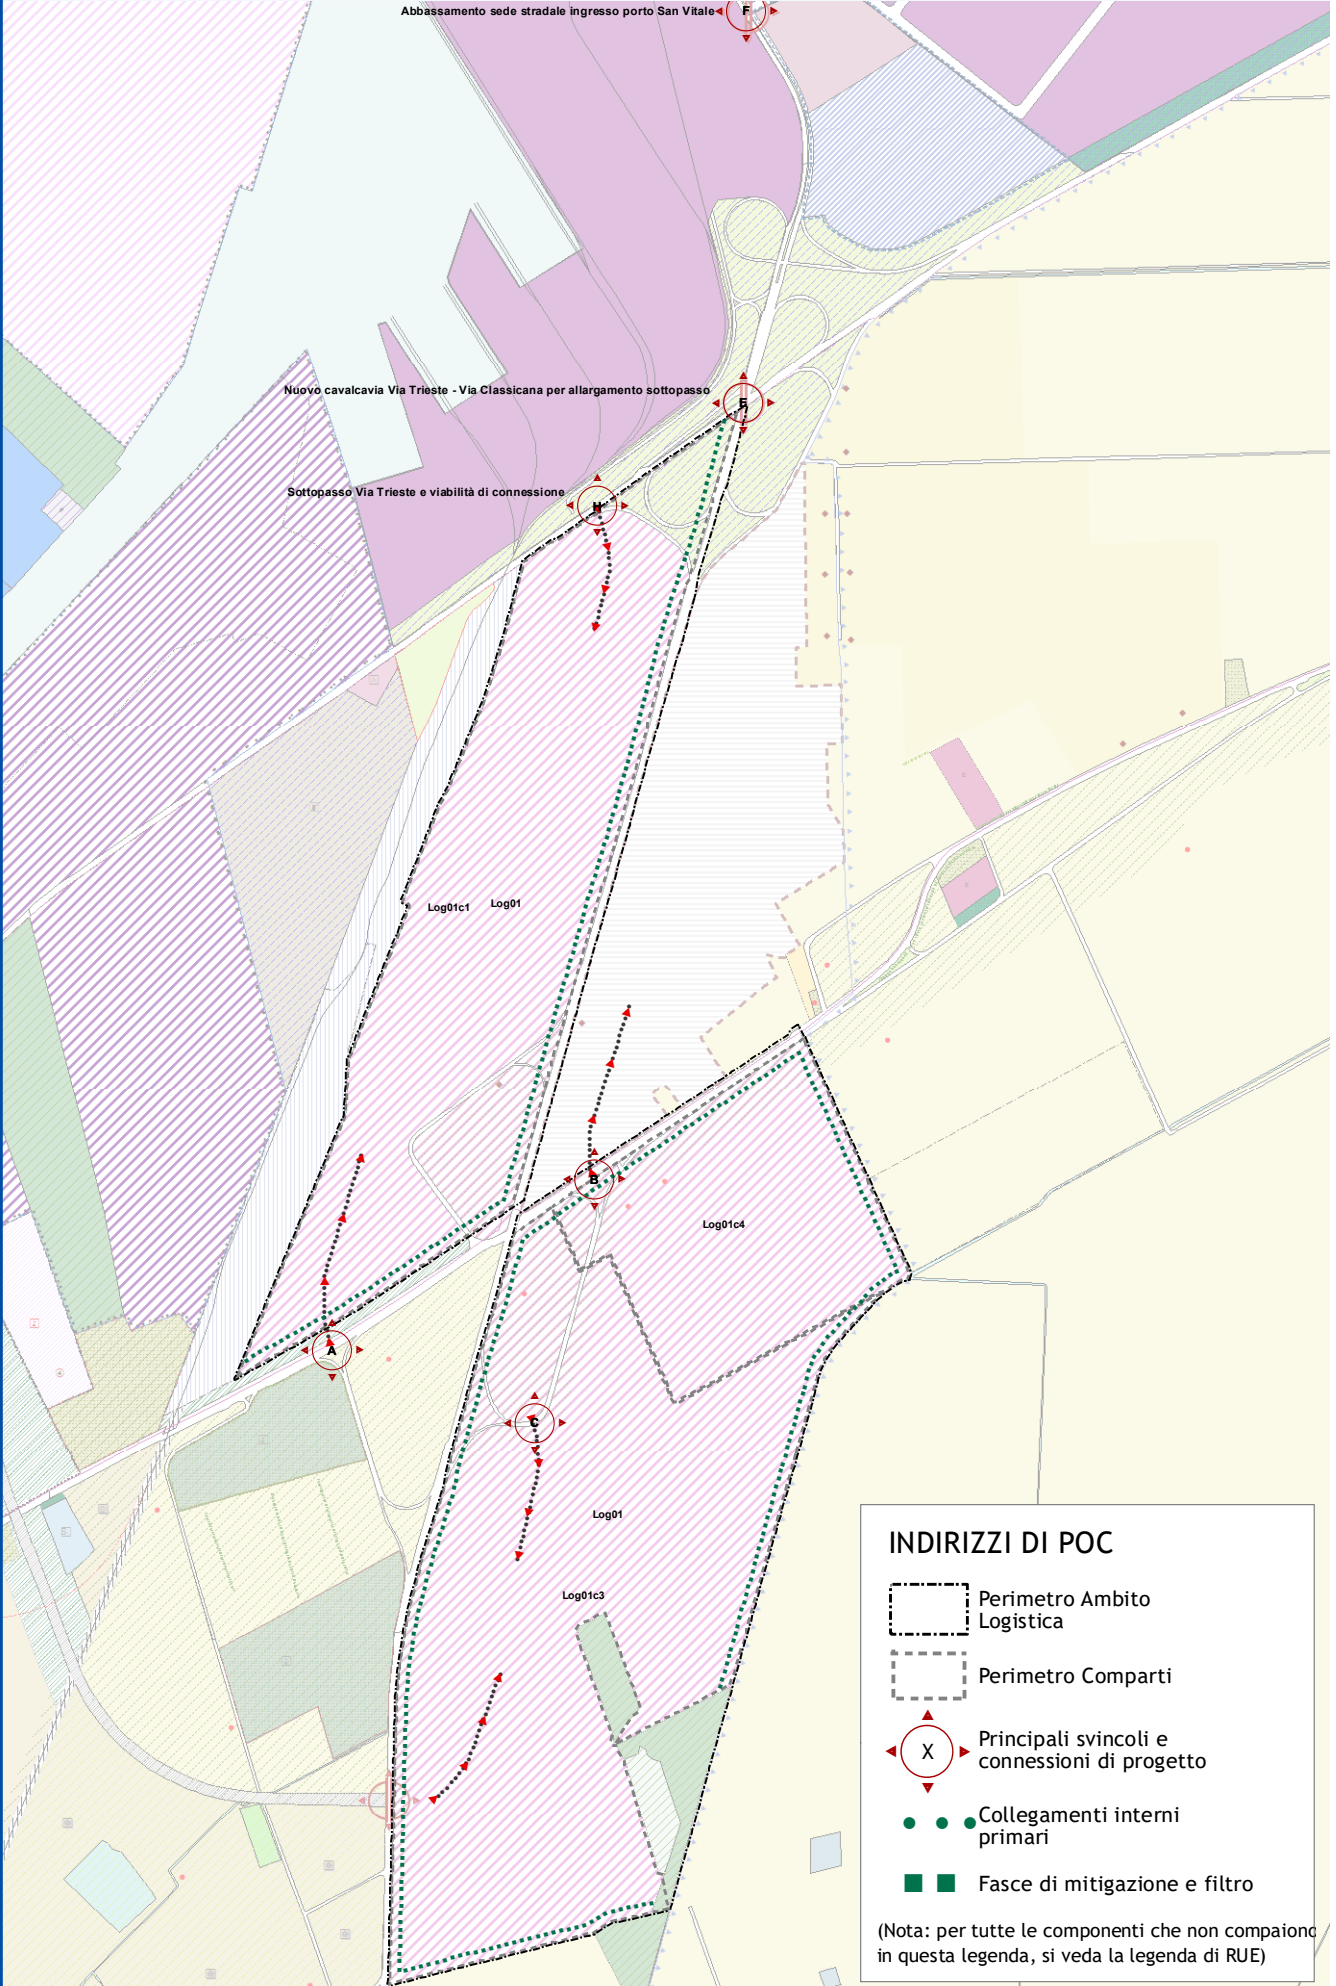 Abbassamento sede stradale ingresso porto San Vitale
F
Nuovo cavalcavia Via Trieste - Via Classicana per allargamento sottopasso
E
Sottopasso Via Trieste e viabilità di connessione
H
Log01c1
Log01
B
Log01c4
A
C
Log01
Log01c3
INDIRIZZI DI POC
Perimetro Ambito
Logistica
Perimetro Comparti
X
Principali svincoli e
connessioni di progetto
Collegamenti interni
primari
Fasce di mitigazione e filtro
(Nota: per tutte le componenti che non compaiono
in questa legenda, si veda la legenda di RUE)